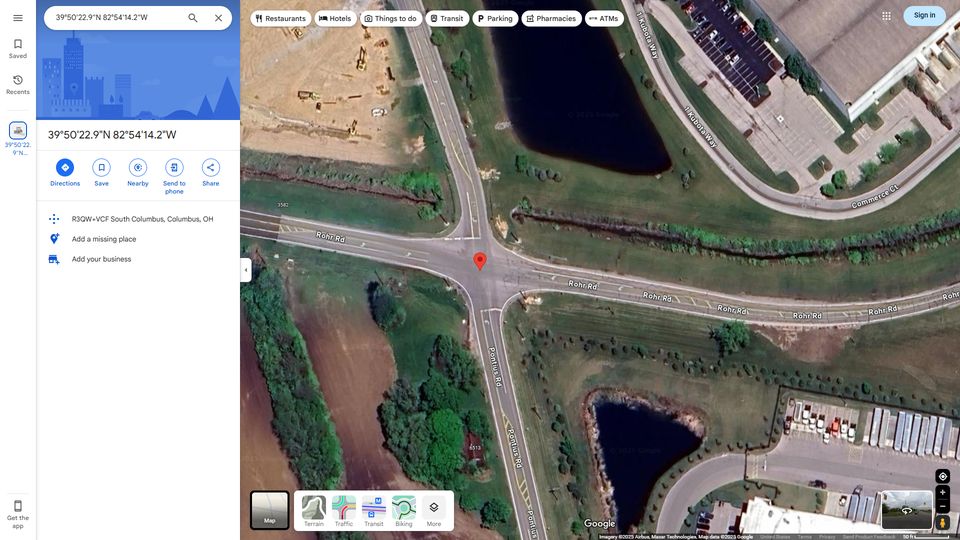 39°50'22.9"N 82°54'14.2"W
Restaurants
Hotels
Things to do
Transit
Parking
Pharmacies
ATMs
Sign in
Saved
Recents
39°50'22.
9"N...
39°50'22.9"N 82°54'14.2"W
Directions
Save
Nearby
Send to
phone
Share
R3QW+VCF South Columbus, Columbus, OH
Add a missing place
Add your business
Get the
app
1 Kubota Way
1 Kubota Way
Commerce Ct
3582
Rohr Rd
Rohr Rd
Rohr Rd
Rohr Rd
Rohr Rd
Rohr Rd
Rohr
Pontius Rd
Pontius Rd
Pontius
6513
Map
Terrain
Traffic
Transit
Biking
More
Google
Imagery ©2025 Airbus, Maxar Technologies, Map data ©2025 Google
United States
Terms
Privacy
Send Product Feedback
50 ft